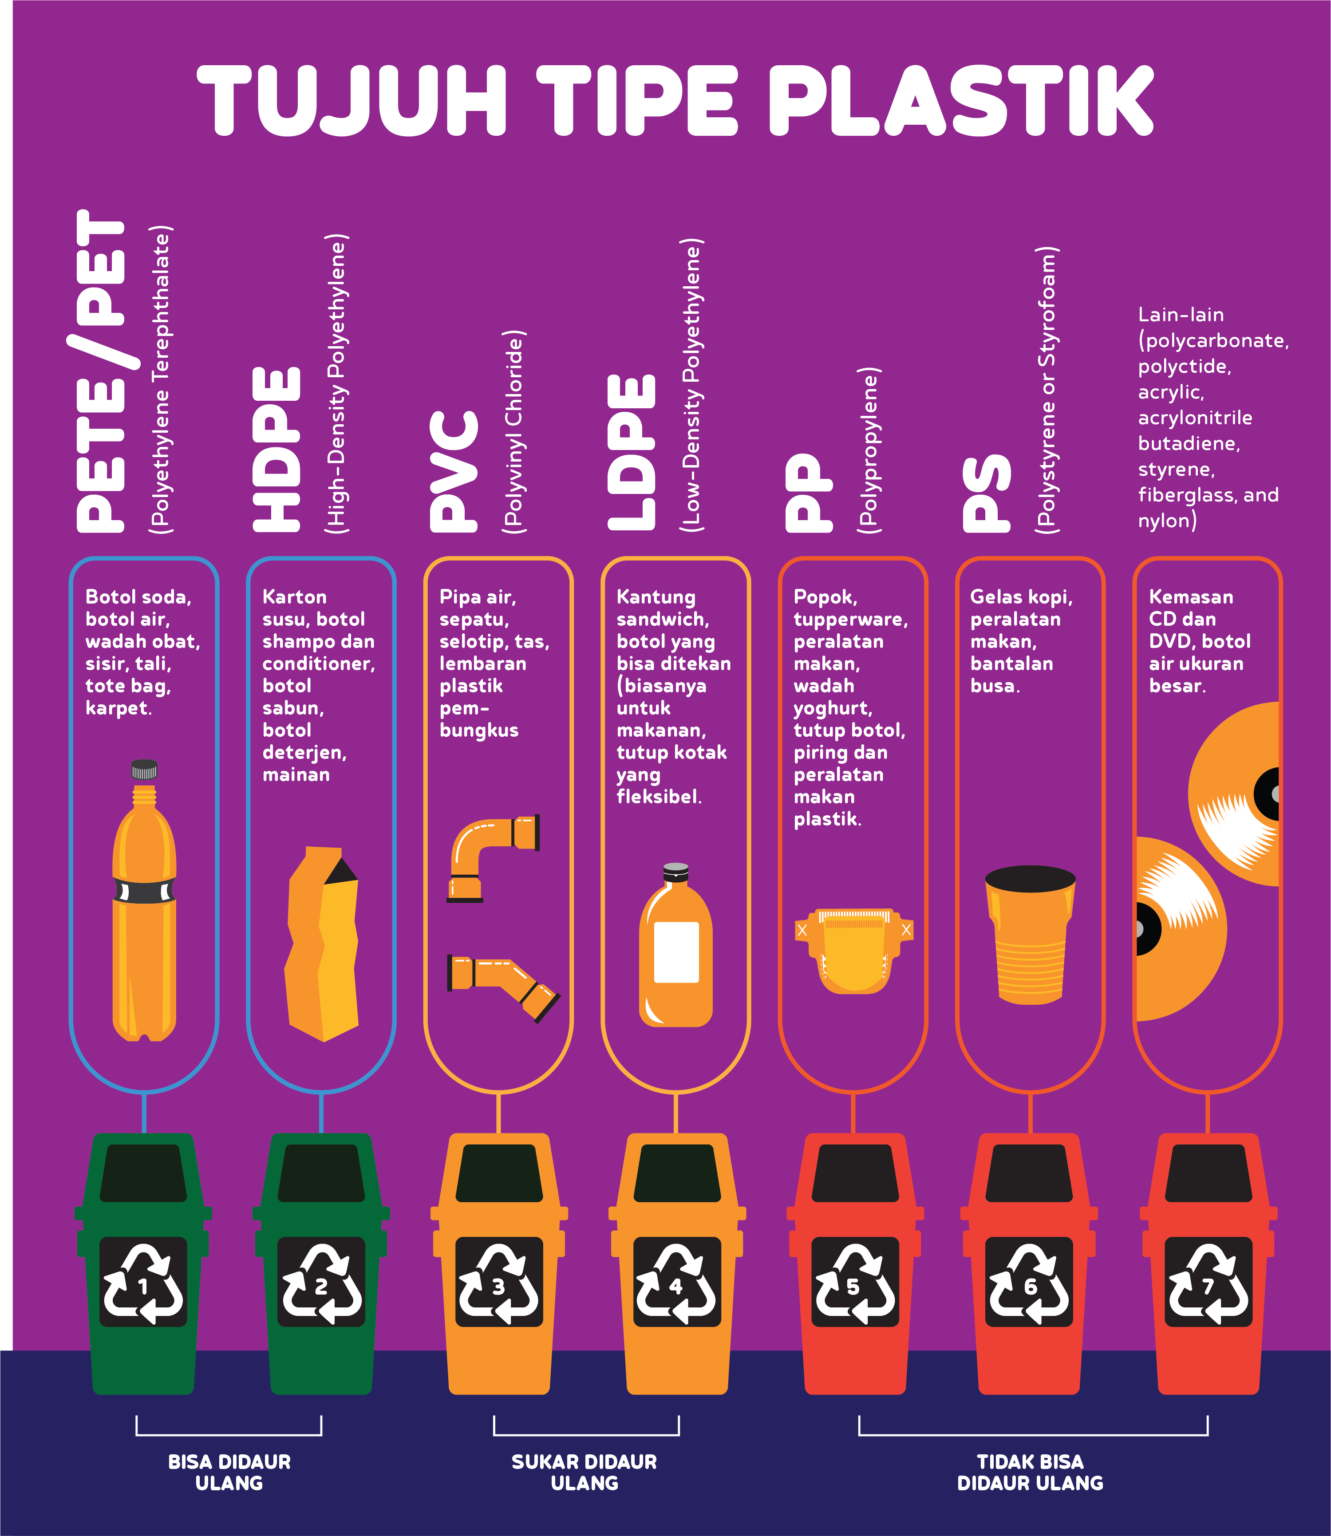 TUJUH TIPE PLASTIK
PETE/PET
(Polyethylene Terephthalate)
HDPE
(High-Density Polyethylene)
PVC
(Polyvinyl Chloride)
LDPE
(Low-Density Polyethylene)
PP
(Polypropylene)
PS
(Polystyrene or Styrofoam)
Lain-lain
(polycarbonate,
polyctide,
acrylic,
acrylonitrile
butadiene,
styrene,
fiberglass, and
nylon)
Botol soda,
botol air,
wadah obat,
sisir, tali,
tote bag,
karpet.
Karton
susu, botol
shampo dan
conditioner,
botol
sabun,
botol
deterjen,
mainan
Pipa air,
sepatu,
selotip, tas,
lembaran
plastik
pem-
bungkus
Kantung
sandwich,
botol yang
bisa ditekan
(biasanya
untuk
makanan,
tutup kotak
yang
fleksibel.
Popok,
tupperware,
peralatan
makan,
wadah
yoghurt,
tutup botol,
piring dan
peralatan
makan
plastik.
Gelas kopi,
peralatan
makan,
bantalan
busa.
Kemasan
CD dan
DVD, botol
air ukuran
besar.
1
2
3
4
5
6
7
BISA DIDAUR
ULANG
SUKAR DIDAUR
ULANG
TIDAK BISA
DIDAUR ULANG